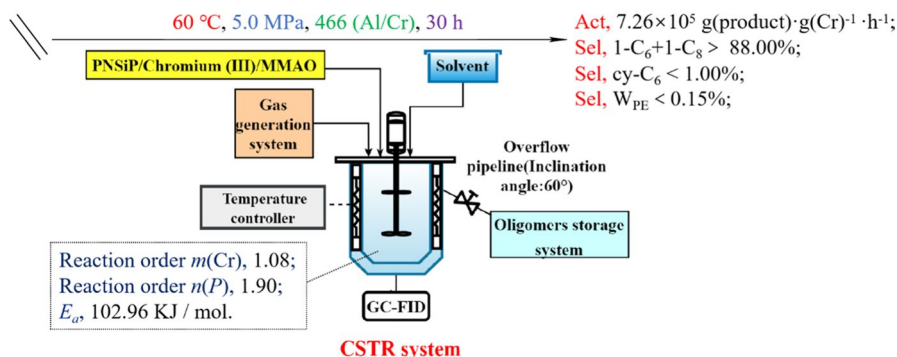 60 ℃, 5.0 MPa, 466 (Al/Cr), 30 h
Act, 7.26×10⁵ g(product)·g(Cr)⁻¹ ·h⁻¹;
Sel, 1-C₆+1-C₈ > 88.00%;
Sel, cy-C₆ < 1.00%;
Sel, W_PE < 0.15%;
PNSiP/Chromium (III)/MMAO
Solvent
Gas
generation
system
Overflow
pipeline(Inclination
angle:60°)
Temperature
controller
Oligomers storage
system
Reaction order m(Cr), 1.08;
Reaction order n(P), 1.90;
Eₐ, 102.96 KJ / mol.
GC-FID
CSTR system